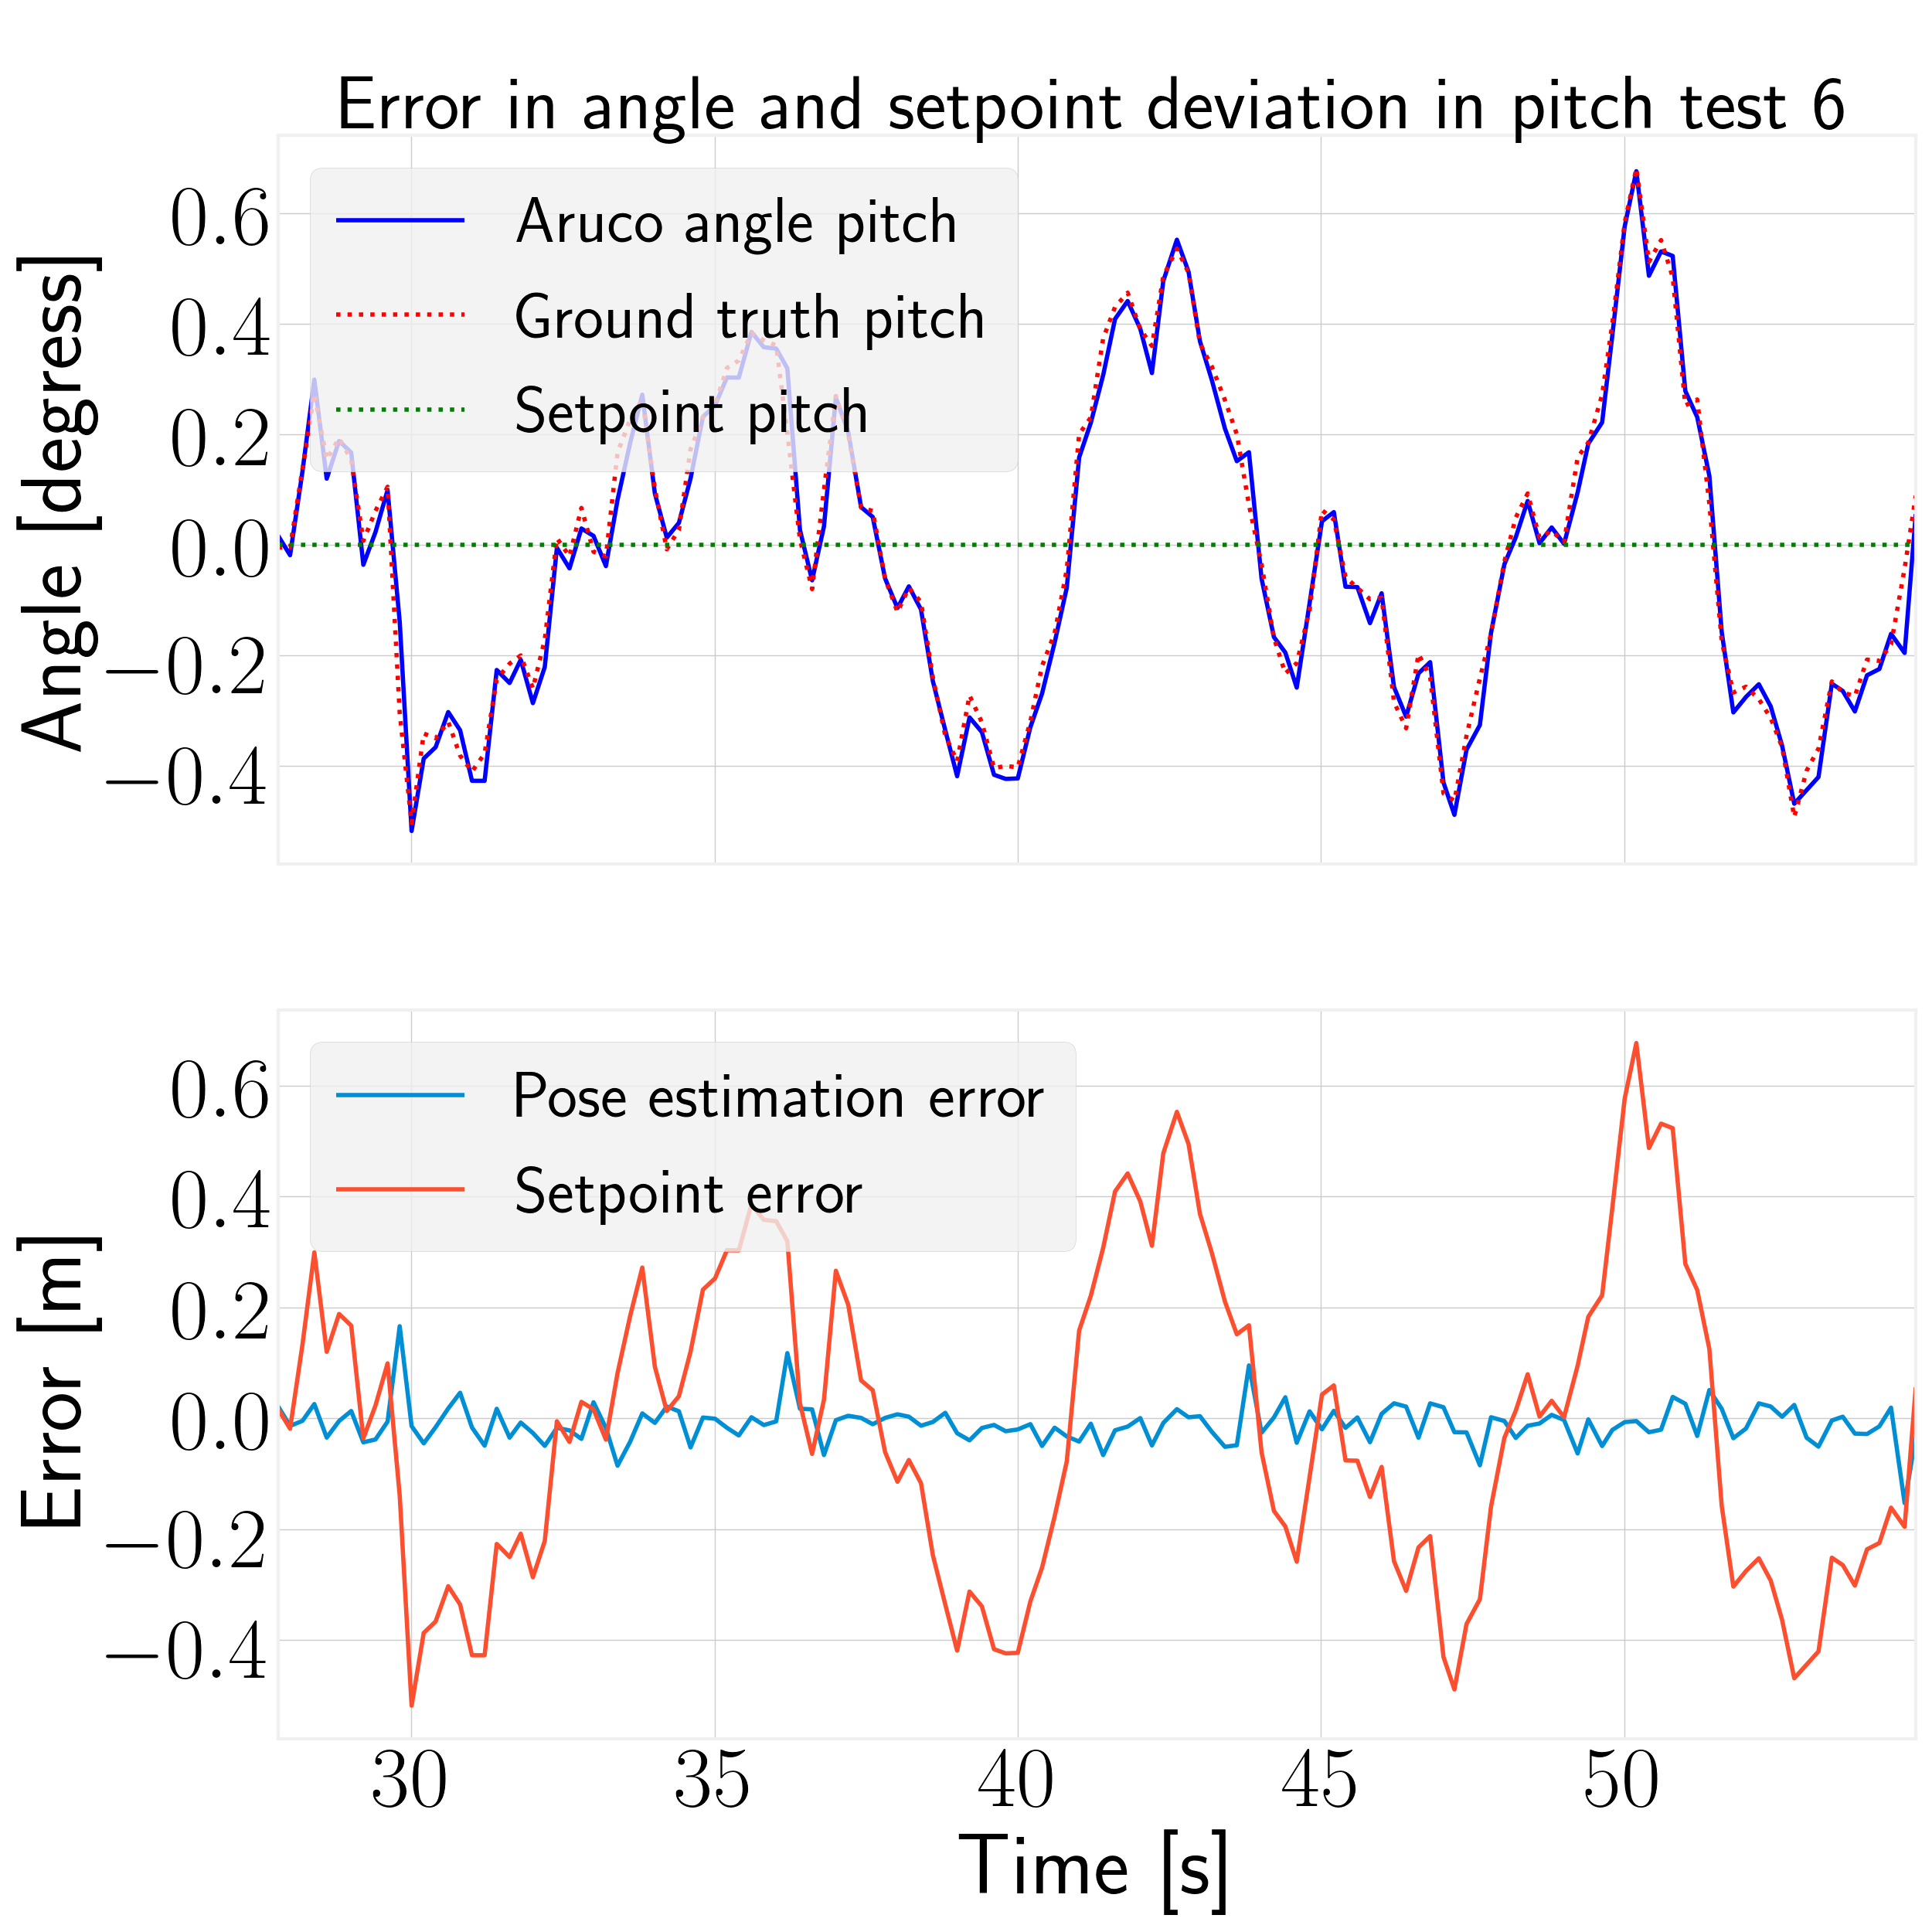 Error in angle and setpoint deviation in pitch test 6
Angle [degress]
0.6
0.4
0.2
0.0
−0.2
−0.4
Aruco angle pitch
Ground truth pitch
Setpoint pitch
Error [m]
0.6
0.4
0.2
0.0
−0.2
−0.4
Pose estimation error
Setpoint error
30 35 40 45 50
Time [s]